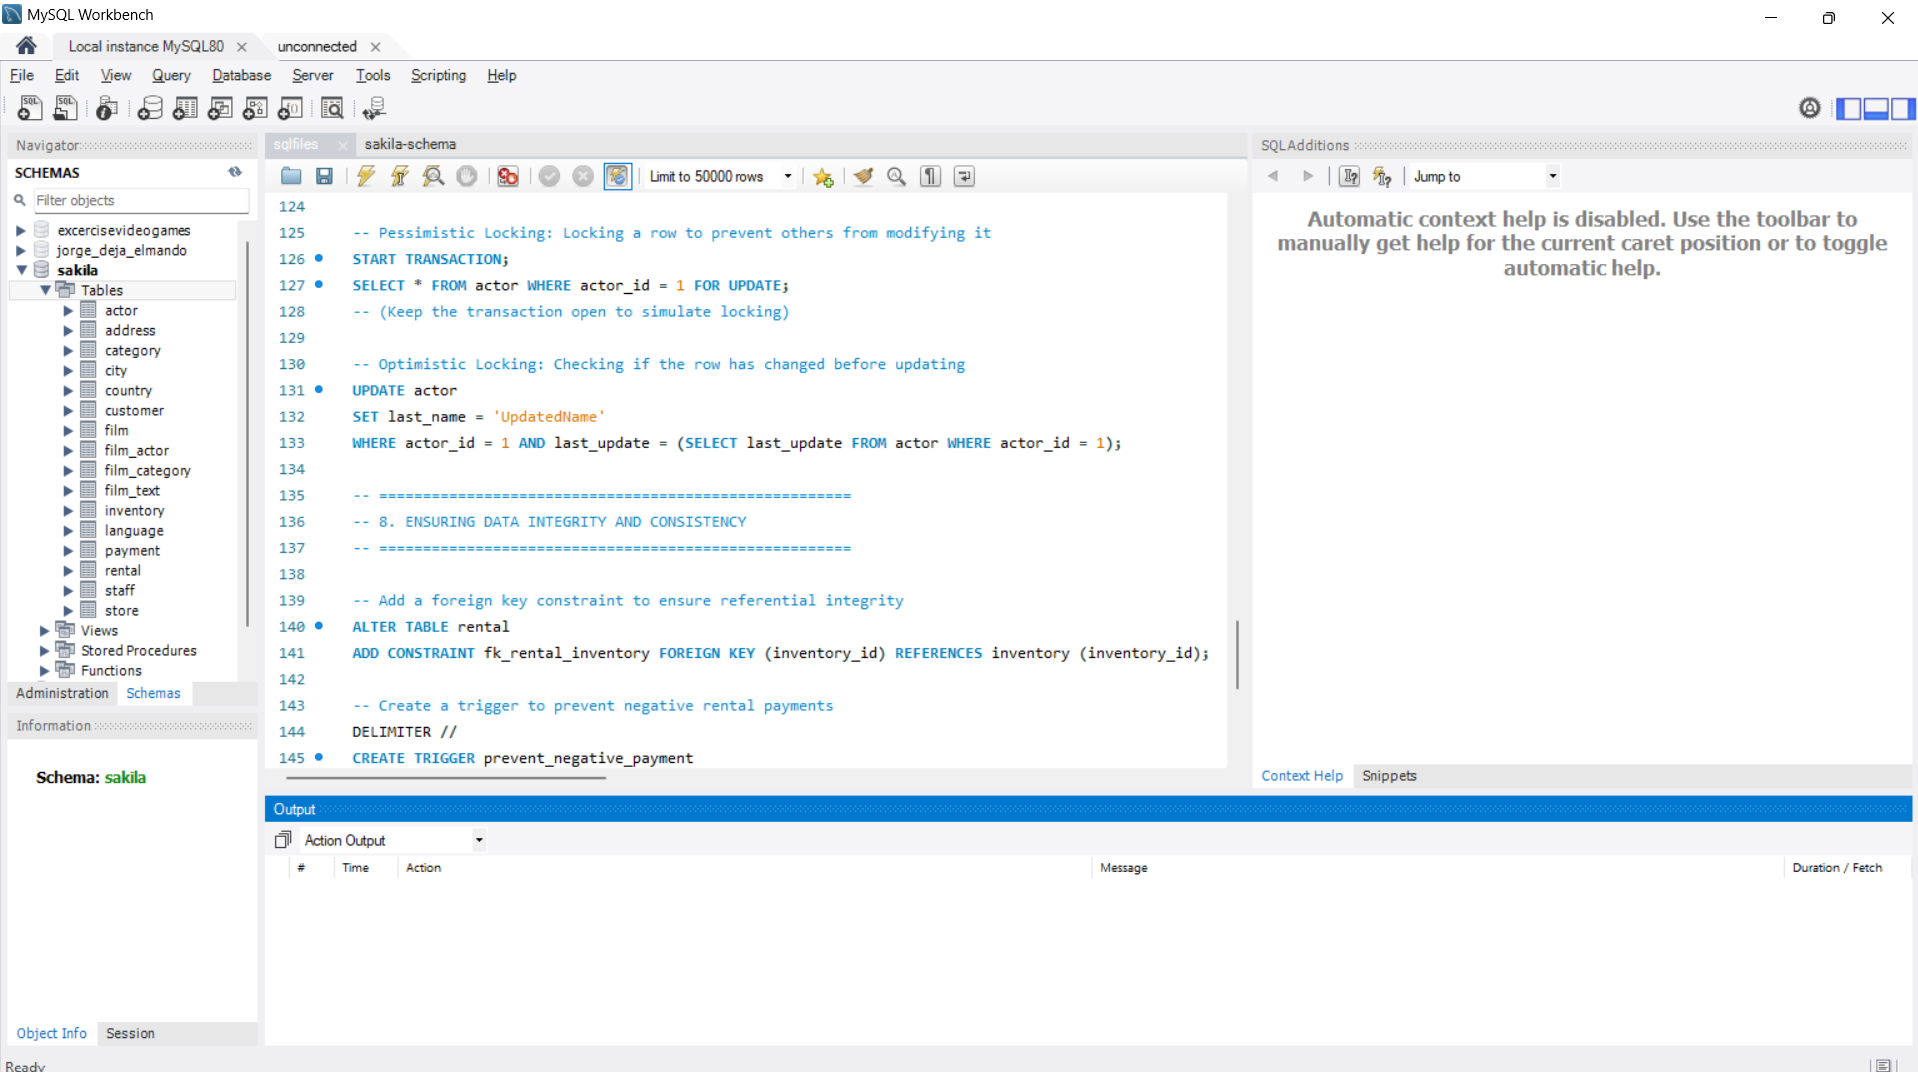 MySQL Workbench
Local instance MySQL80
unconnected
File Edit View Query Database Server Tools Scripting Help
Navigator
SCHEMAS
Filter objects
excercisevideogames
jorge_deja_elmando
sakila
Tables
actor
address
category
city
country
customer
film
film_actor
film_category
film_text
inventory
language
payment
rental
staff
store
Views
Stored Procedures
Functions
Administration Schemas
Information
Schema: sakila
Object Info Session
Ready
sqlfiles
sakila-schema
Limit to 50000 rows
124
125 -- Pessimistic Locking: Locking a row to prevent others from modifying it
126 START TRANSACTION;
127 SELECT * FROM actor WHERE actor_id = 1 FOR UPDATE;
128 -- (Keep the transaction open to simulate locking)
129
130 -- Optimistic Locking: Checking if the row has changed before updating
131 UPDATE actor
132 SET last_name = 'UpdatedName'
133 WHERE actor_id = 1 AND last_update = (SELECT last_update FROM actor WHERE actor_id = 1);
134
135 -- ======================================================
136 -- 8. ENSURING DATA INTEGRITY AND CONSISTENCY
137 -- ======================================================
138
139 -- Add a foreign key constraint to ensure referential integrity
140 ALTER TABLE rental
141 ADD CONSTRAINT fk_rental_inventory FOREIGN KEY (inventory_id) REFERENCES inventory (inventory_id);
142
143 -- Create a trigger to prevent negative rental payments
144 DELIMITER //
145 CREATE TRIGGER prevent_negative_payment
SQLAdditions
Jump to
Automatic context help is disabled. Use the toolbar to
manually get help for the current caret position or to toggle
automatic help.
Context Help Snippets
Output
Action Output
# Time Action Message Duration / Fetch